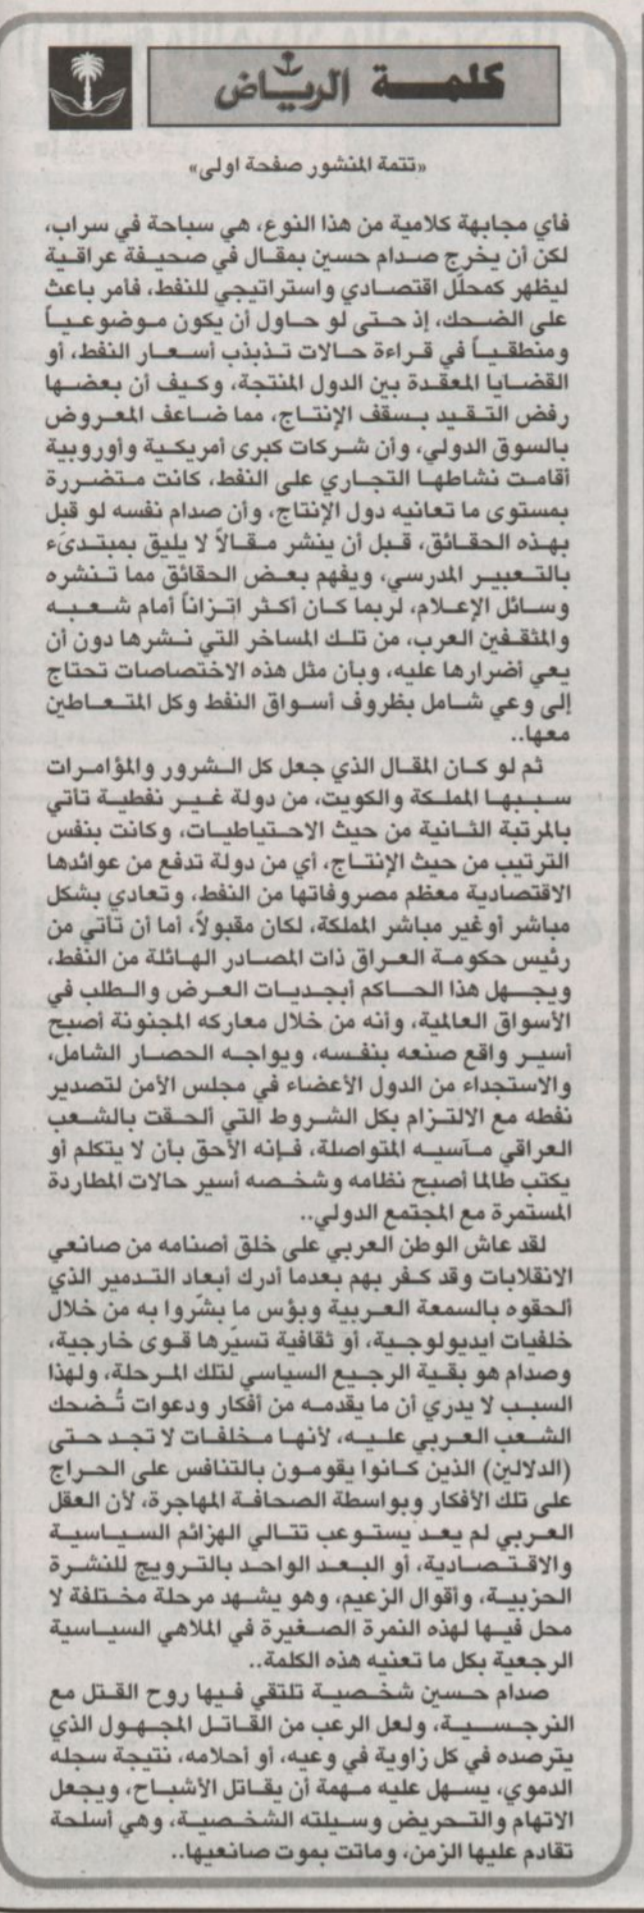 كلمة الرياض
«تتمة المنشور صفحة اولى»
فأي مجابهة كلامية من هذا النوع، هي سباحة في سراب،
لكن أن يخرج صدام حسين بمقال في صحيفة عراقية
ليظهر كمحلّل اقتصادي واستراتيجي للنفط، فأمر باعث
على الضحك، إذ حتى لو حاول أن يكون موضوعياً
ومنطقياً في قراءة حالات تذبذب أسعار النفط، أو
القضايا المعقدة بين الدول المنتجة، وكيف أن بعضها
رفض التقيد بسقف الإنتاج، مما ضاعف المعروض
بالسوق الدولي، وأن شركات كبرى أمريكية وأوروبية
أقامت نشاطها التجاري على النفط، كانت متضررة
بمستوى ما تعانيه دول الإنتاج، وأن صدام نفسه لو قبل
بهذه الحقائق، قبل أن ينشر مقالاً لا يليق بمبتدىء
بالتعبير المدرسي، ويفهم بعض الحقائق مما تنشره
وسائل الإعلام، لربما كان أكثر اتزاناً أمام شعبه
والمثقفين العرب، من تلك المساخر التي نشرها دون أن
يعي أضرارها عليه، وبأن مثل هذه الاختصاصات تحتاج
إلى وعي شامل بظروف أسواق النفط وكل المتعاطين
معها..
ثم لو كان المقال الذي جعل كل الشرور والمؤامرات
سببها المملكة والكويت، من دولة غير نفطية تأتي
بالمرتبة الثانية من حيث الاحتياطيات، وكانت بنفس
الترتيب من حيث الإنتاج، أي من دولة تدفع من عوائدها
الاقتصادية معظم مصروفاتها من النفط، وتعادي بشكل
مباشر أوغير مباشر المملكة، لكان مقبولاً، أما أن تأتي من
رئيس حكومة العراق ذات المصادر الهائلة من النفط،
ويجهل هذا الحاكم أبجديات العرض والطلب في
الأسواق العالمية، وأنه من خلال معاركه المجنونة أصبح
أسير واقع صنعه بنفسه، ويواجه الحصار الشامل،
والاستجداء من الدول الأعضاء في مجلس الأمن لتصدير
نفطه مع الالتزام بكل الشروط التي ألحقت بالشعب
العراقي مآسيه المتواصلة، فإنه الأحق بأن لا يتكلم أو
يكتب طالما أصبح نظامه وشخصه أسير حالات المطاردة
المستمرة مع المجتمع الدولي..
لقد عاش الوطن العربي على خلق أصنامه من صانعي
الانقلابات وقد كفر بهم بعدما أدرك أبعاد التدمير الذي
ألحقوه بالسمعة العربية وبؤس ما بشّروا به من خلال
خلفيات ايديولوجية، أو ثقافية تسيّرها قوى خارجية،
وصدام هو بقية الرجيع السياسي لتلك المرحلة، ولهذا
السبب لا يدري أن ما يقدمه من أفكار ودعوات تُضحك
الشعب العربي عليه، لأنها مخلفات لا تجد حتى
(الدلالين) الذين كانوا يقومون بالتنافس على الحراج
على تلك الأفكار وبواسطة الصحافة المهاجرة، لأن العقل
العربي لم يعد يستوعب تتالي الهزائم السياسية
والاقتصادية، أو البعد الواحد بالترويج للنشرة
الحزبية، وأقوال الزعيم، وهو يشهد مرحلة مختلفة لا
محل فيها لهذه النمرة الصغيرة في الملاهي السياسية
الرجعية بكل ما تعنيه هذه الكلمة..
صدام حسين شخصية تلتقي فيها روح القتل مع
النرجسية، ولعل الرعب من القاتل المجهول الذي
يترصده في كل زاوية في وعيه، أو أحلامه، نتيجة سجله
الدموي، يسهل عليه مهمة أن يقاتل الأشباح، ويجعل
الاتهام والتحريض وسيلته الشخصية، وهي أسلحة
تقادم عليها الزمن، وماتت بموت صانعيها..